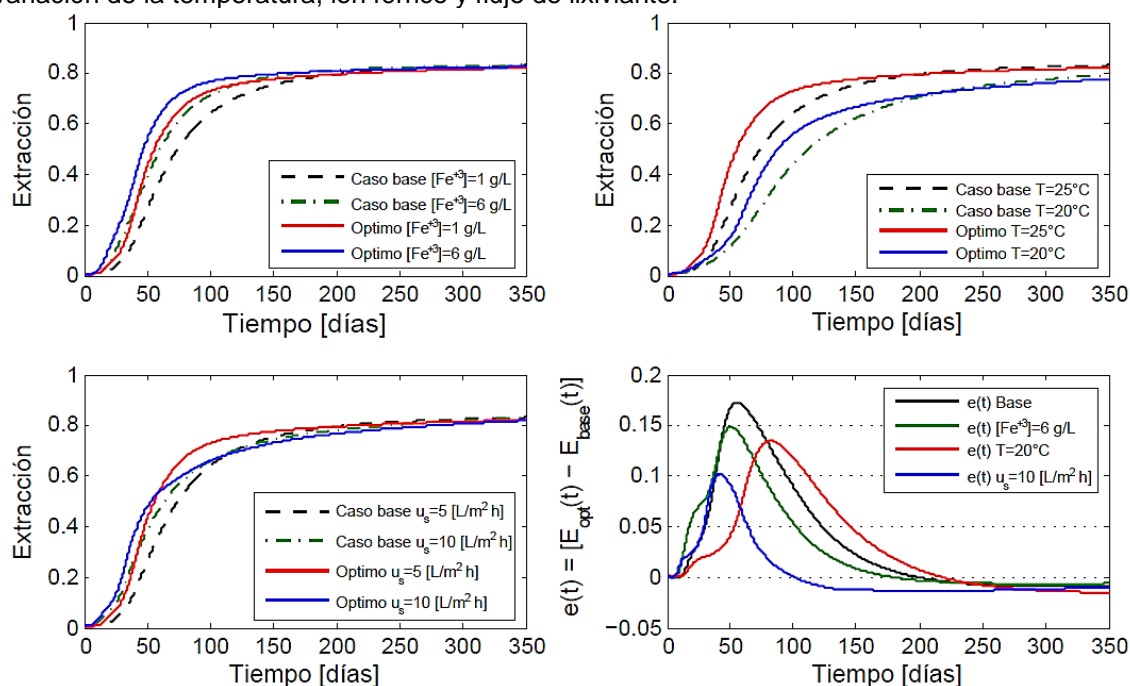 variación de la temperatura, ion férrico y flujo de lixiviante.
1
0.8
0.6
0.4
0.2
0
Extracción
Caso base [Fe+3]=1 g/L
Caso base [Fe+3]=6 g/L
Optimo [Fe+3]=1 g/L
Optimo [Fe+3]=6 g/L
0 50 100 150 200 250 300 350
Tiempo [días]
1
0.8
0.6
0.4
0.2
0
Extracción
Caso base T=25°C
Caso base T=20°C
Optimo T=25°C
Optimo T=20°C
0 50 100 150 200 250 300 350
Tiempo [días]
1
0.8
0.6
0.4
0.2
0
Extracción
Caso base us=5 [L/m2 h]
Caso base us=10 [L/m2 h]
Optimo us=5 [L/m2 h]
Optimo us=10 [L/m2 h]
0 50 100 150 200 250 300 350
Tiempo [días]
0.2
0.15
0.1
0.05
0
−0.05
e(t) = [Eopt(t) − Ebase(t)]
e(t) Base
e(t) [Fe+3]=6 g/L
e(t) T=20°C
e(t) us=10 [L/m2 h]
0 50 100 150 200 250 300 350
Tiempo [días]